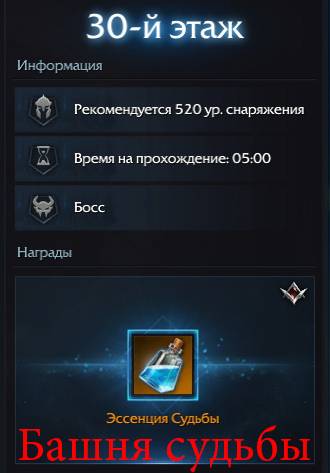 30-й этаж
Информация
Рекомендуется 520 ур. снаряжения
Время на прохождение: 05:00
Босс
Награды
Эссенция Судьбы
Башня судьбы